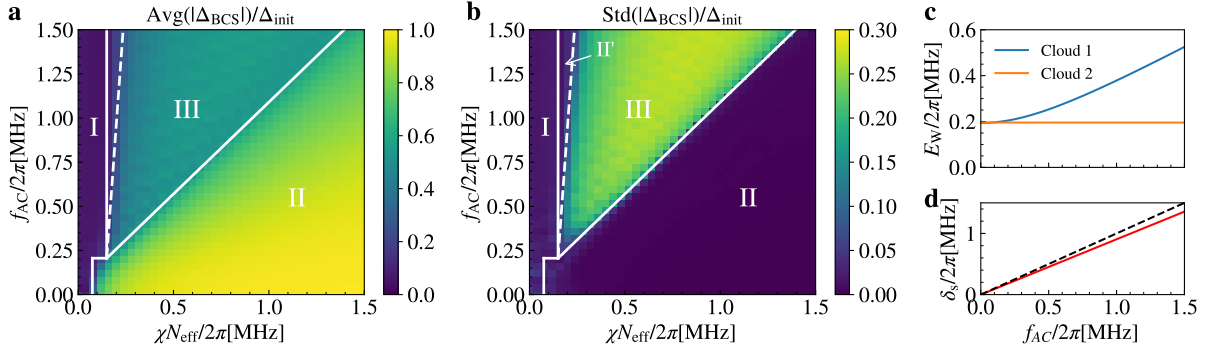 a
Avg(|Δ_BCS|)/Δ_init
f_AC/2π[MHz]
1.50
1.25
1.00
0.75
0.50
0.25
0.00
I
III
II
0.0
0.5
1.0
1.5
χN_eff/2π[MHz]
1.0
0.8
0.6
0.4
0.2
0.0
b
Std(|Δ_BCS|)/Δ_init
f_AC/2π[MHz]
1.50
1.25
1.00
0.75
0.50
0.25
0.00
I
II'
III
II
0.0
0.5
1.0
1.5
χN_eff/2π[MHz]
0.30
0.25
0.20
0.15
0.10
0.05
0.00
c
E_W/2π[MHz]
0.6
0.4
0.2
0.0
Cloud 1
Cloud 2
d
δ_s/2π[MHz]
1
0
0.0
0.5
1.0
1.5
f_AC/2π[MHz]